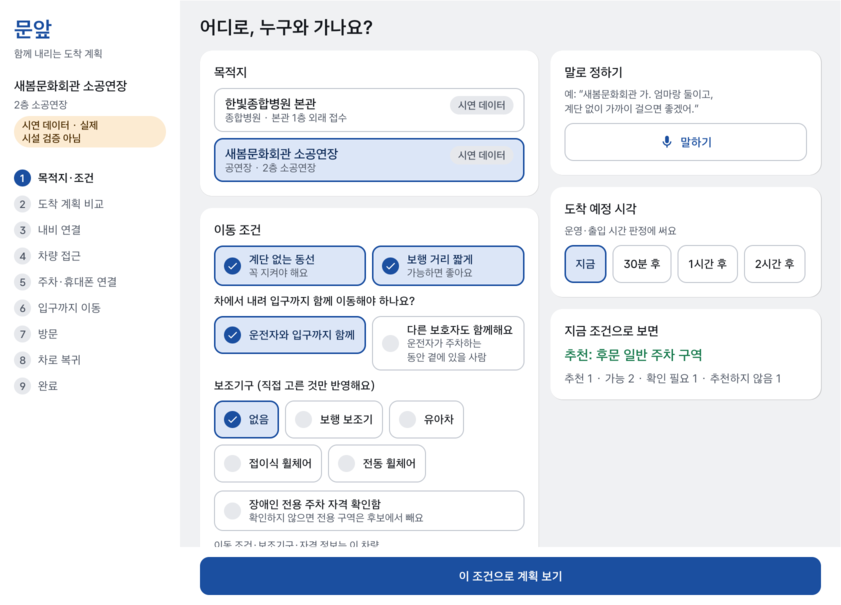 문앞
함께 내리는 도착 계획
새봄문화회관 소공연장
2층 소공연장
시연 데이터 · 실제
시설 검증 아님
1 목적지·조건
2 도착 계획 비교
3 내비 연결
4 차량 접근
5 주차·휴대폰 연결
6 입구까지 이동
7 방문
8 차로 복귀
9 완료
어디로, 누구와 가나요?
목적지
한빛종합병원 본관
시연 데이터
종합병원 · 본관 1층 외래 접수
새봄문화회관 소공연장
시연 데이터
공연장 · 2층 소공연장
이동 조건
계단 없는 동선
꼭 지켜야 해요
보행 거리 짧게
가능하면 좋아요
차에서 내려 입구까지 함께 이동해야 하나요?
운전자와 입구까지 함께
다른 보호자도 함께해요
운전자가 주차하는
동안 곁에 있을 사람
보조기구 (직접 고른 것만 반영해요)
없음
보행 보조기
유아차
접이식 휠체어
전동 휠체어
장애인 전용 주차 자격 확인함
확인하지 않으면 전용 구역은 후보에서 빼요
이동 조건·보조기구·자격 정보는 이 차량
말로 정하기
예: “새봄문화회관 가. 엄마랑 둘이고,
계단 없이 가까이 걸으면 좋겠어.”
말하기
도착 예정 시각
운영·출입 시간 판정에 써요
지금
30분 후
1시간 후
2시간 후
지금 조건으로 보면
추천: 후문 일반 주차 구역
추천 1 · 가능 2 · 확인 필요 1 · 추천하지 않음 1
이 조건으로 계획 보기